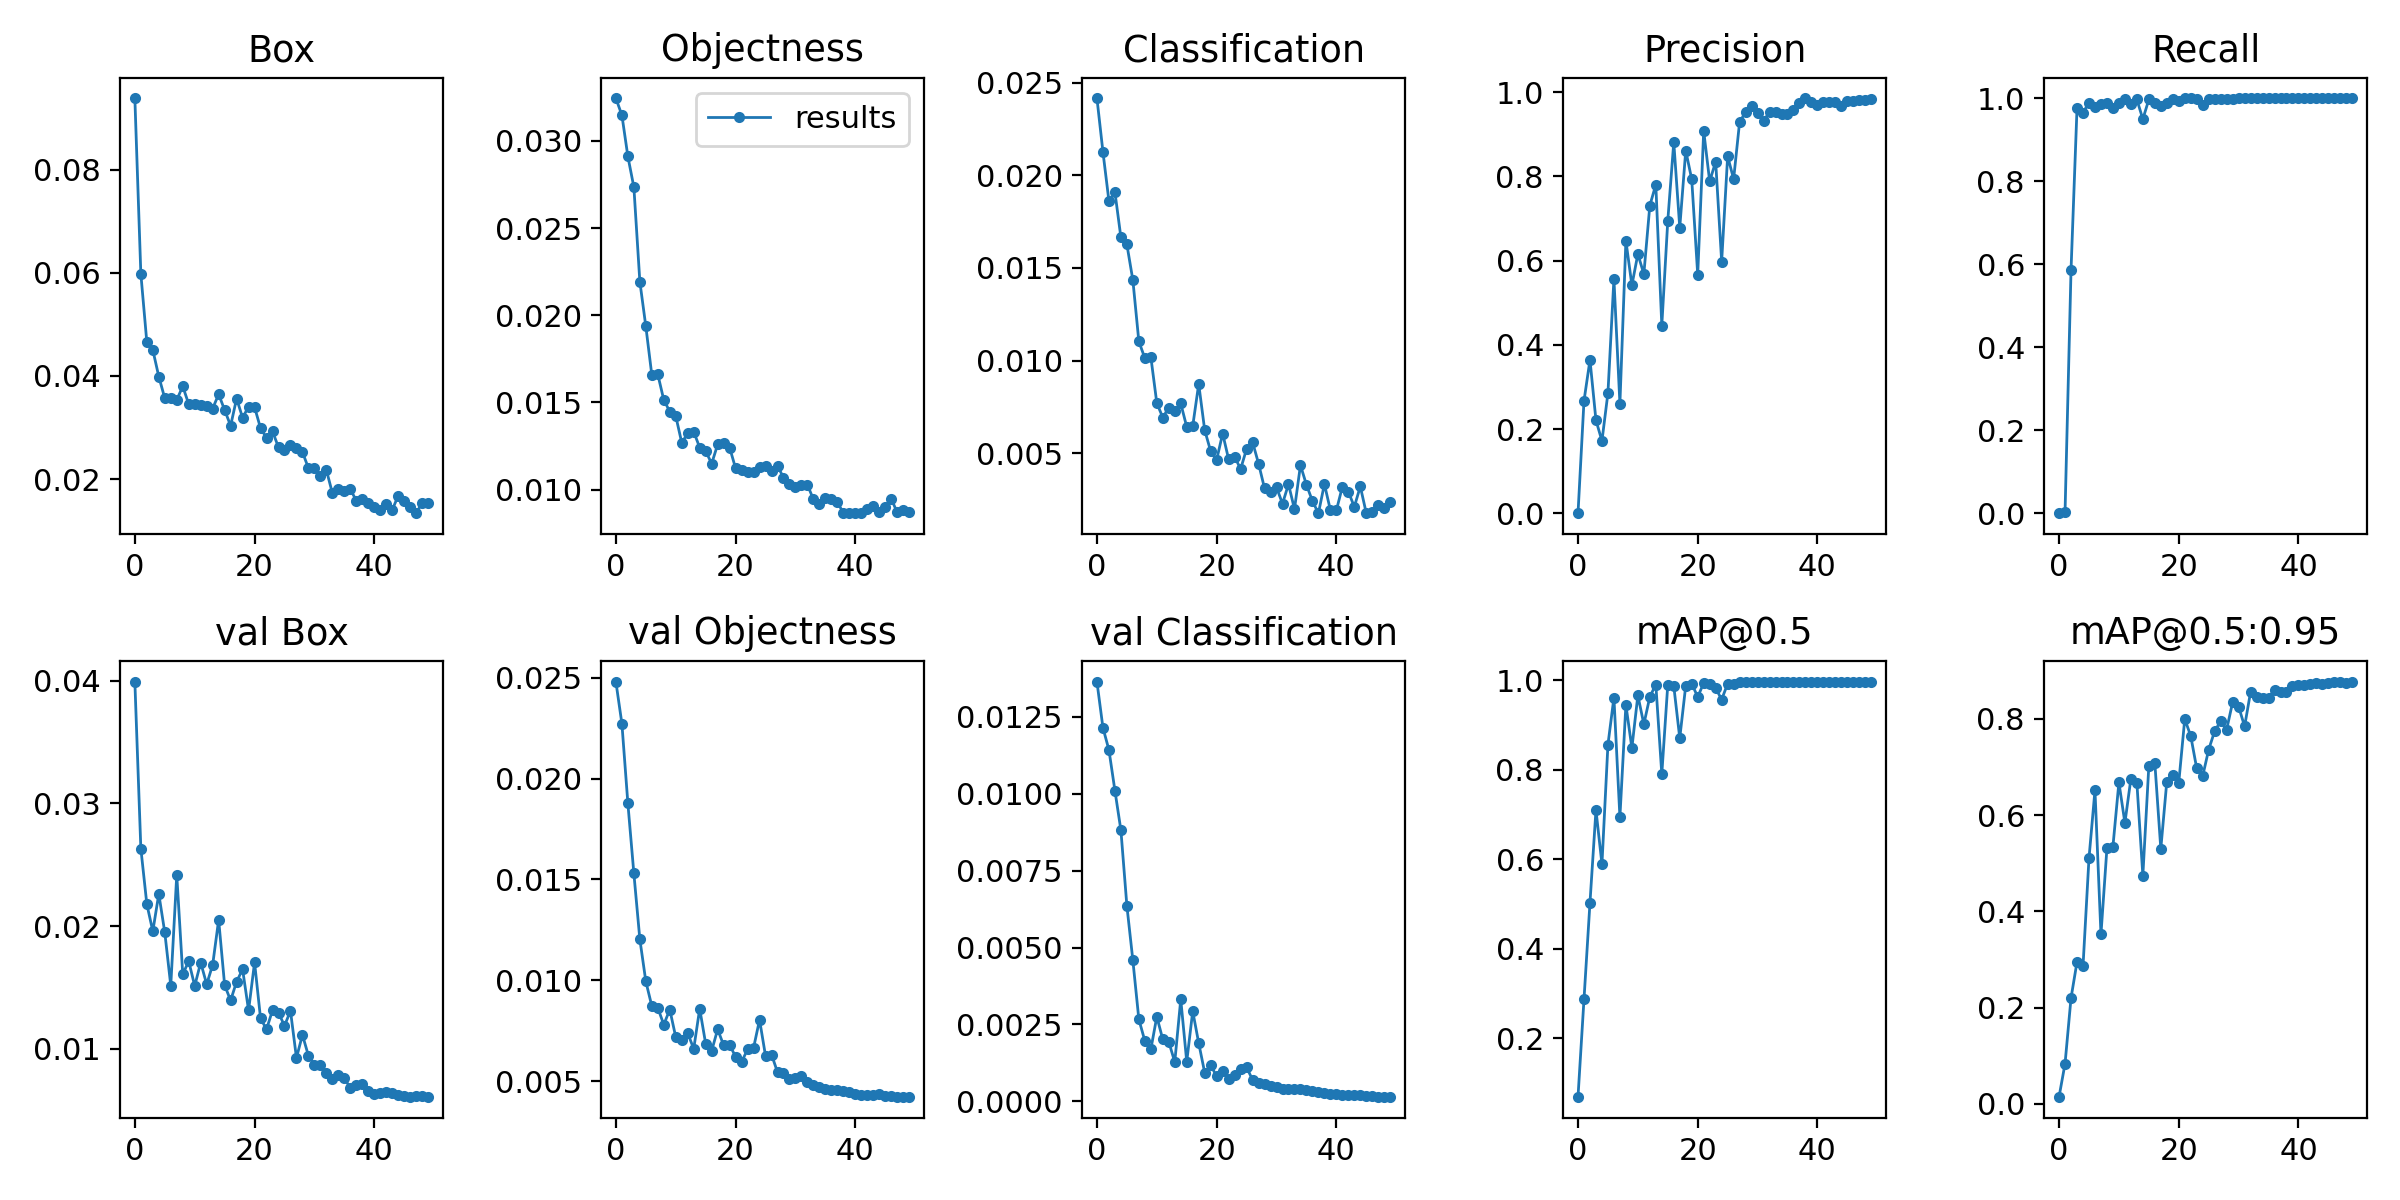 Box
0.08
0.06
0.04
0.02
0 20 40
Objectness
results
0.030
0.025
0.020
0.015
0.010
0 20 40
Classification
0.025
0.020
0.015
0.010
0.005
0 20 40
Precision
1.0
0.8
0.6
0.4
0.2
0.0
0 20 40
Recall
1.0
0.8
0.6
0.4
0.2
0.0
0 20 40
val Box
0.04
0.03
0.02
0.01
0 20 40
val Objectness
0.025
0.020
0.015
0.010
0.005
0 20 40
val Classification
0.0125
0.0100
0.0075
0.0050
0.0025
0.0000
0 20 40
mAP@0.5
1.0
0.8
0.6
0.4
0.2
0 20 40
mAP@0.5:0.95
0.8
0.6
0.4
0.2
0.0
0 20 40